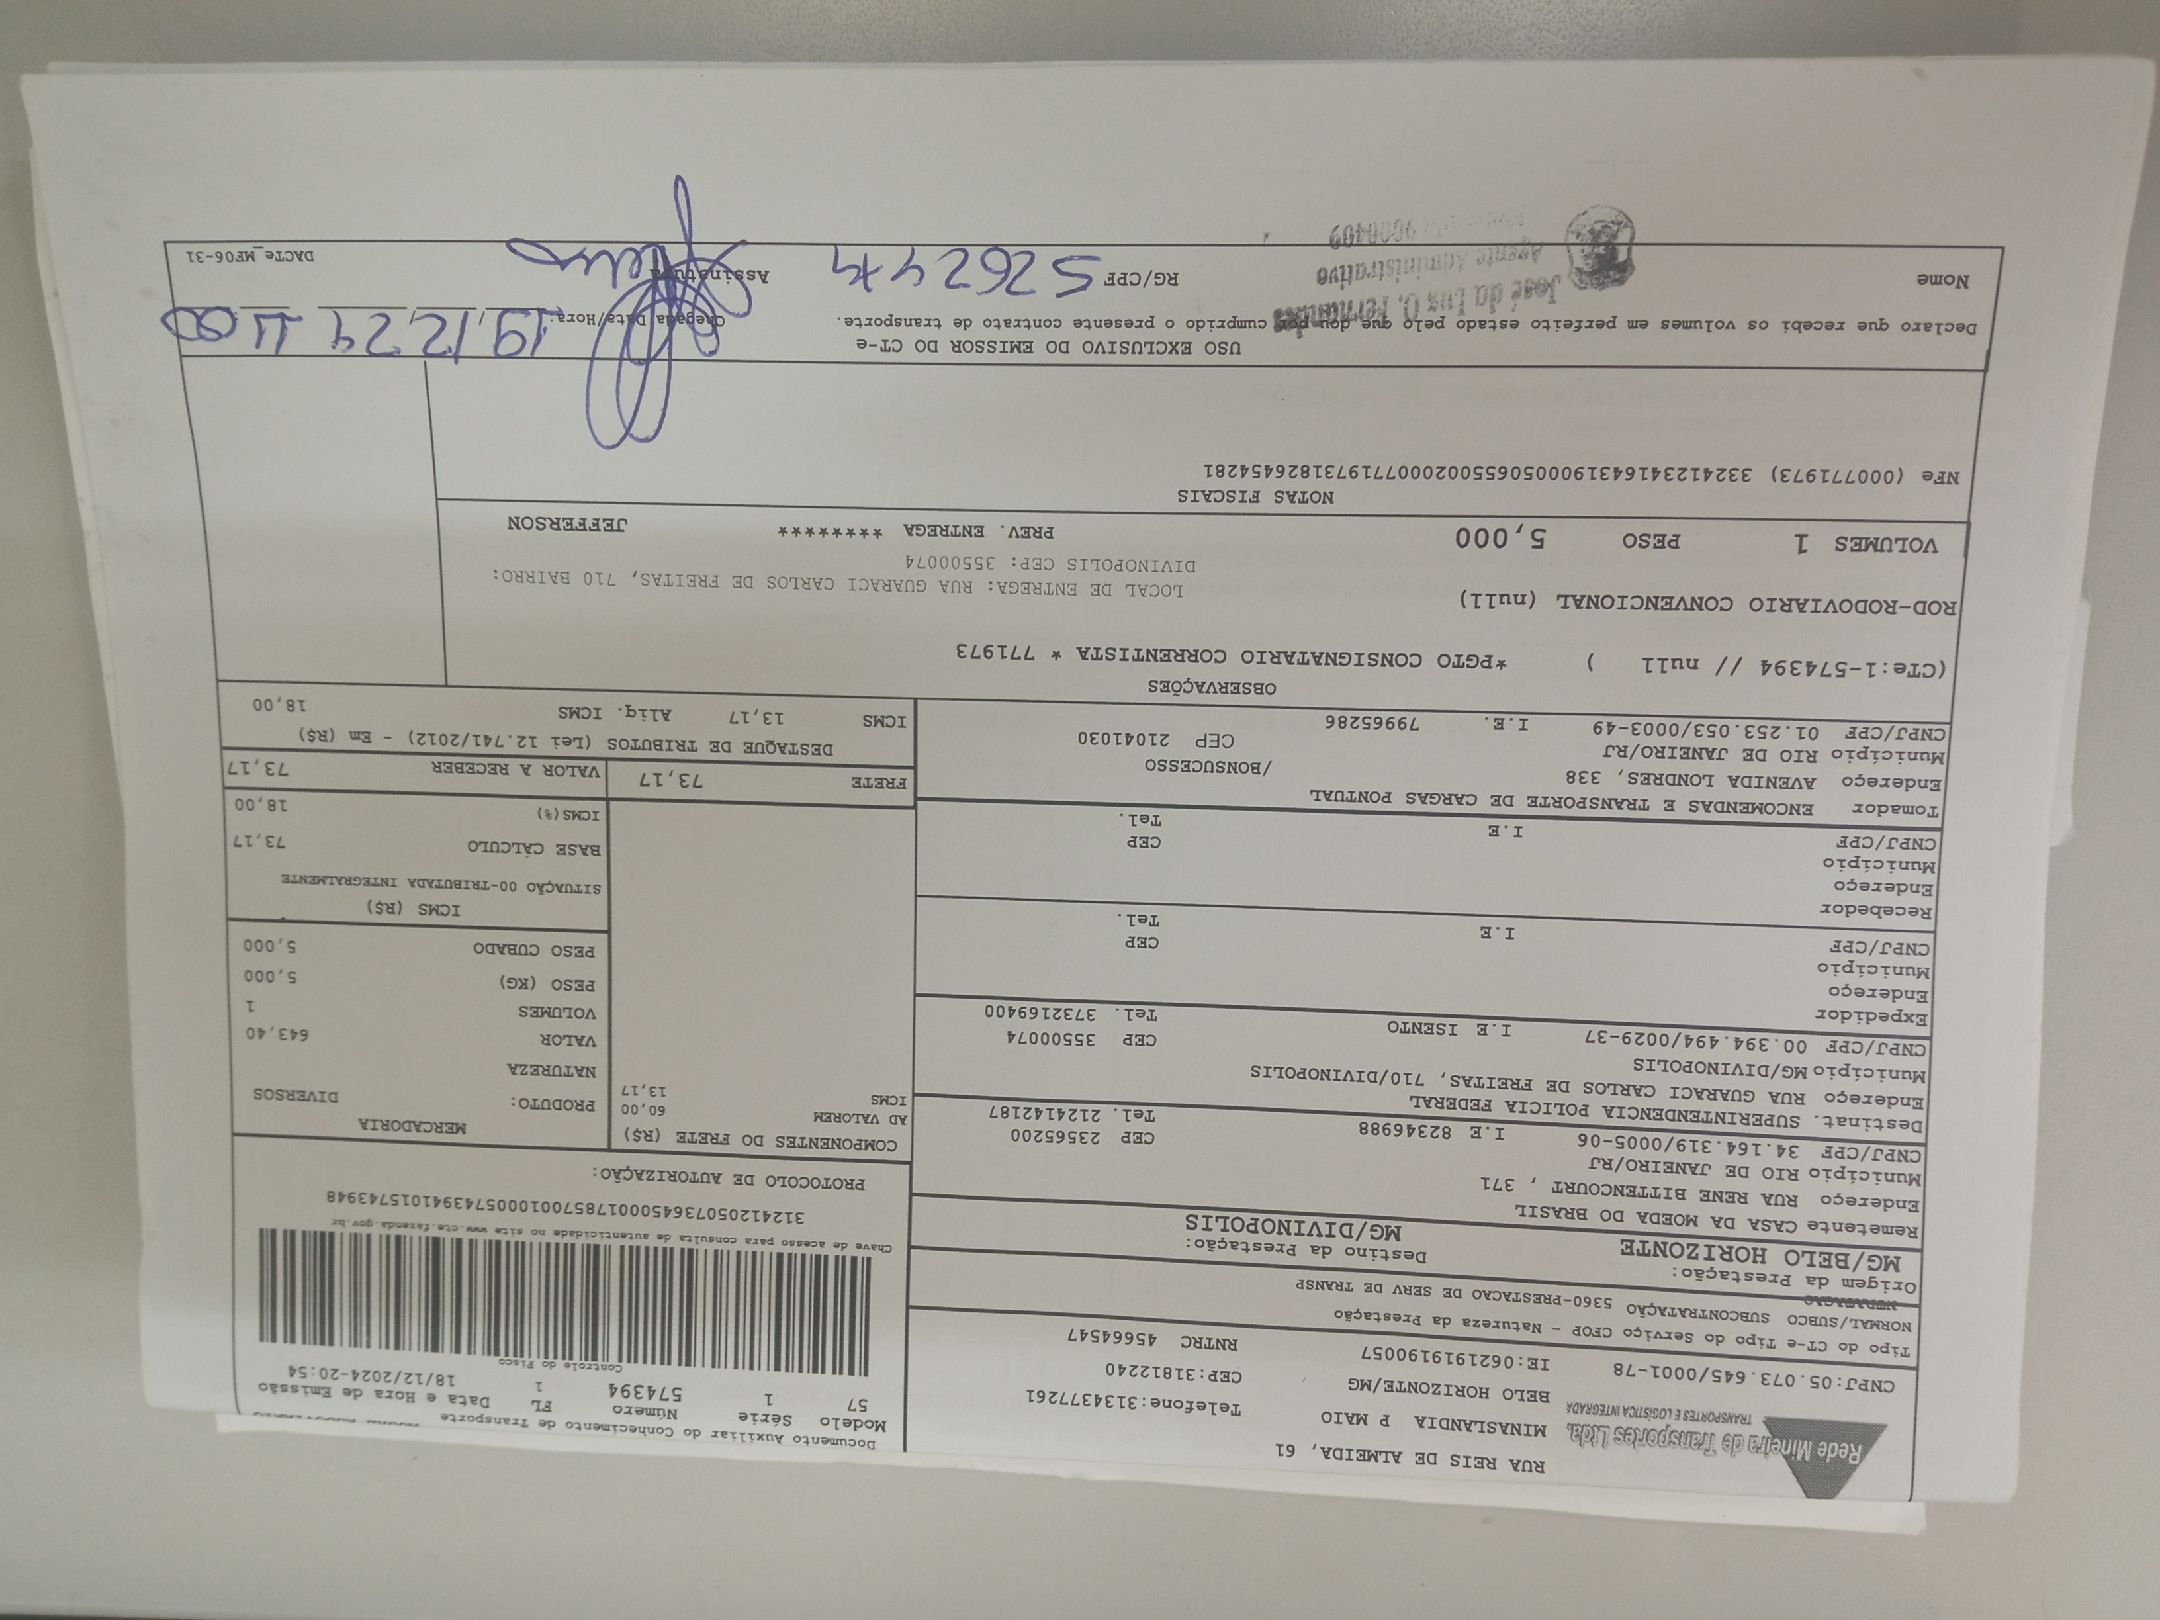 Rede Mineira de Transportes Ltda.
TRANSPORTES E LOGÍSTICA INTEGRADA
RUA REIS DE ALMEIDA, 61
MINASLANDIA P MAIO Telefone:3134377261
BELO HORIZONTE/MG CEP:31812240
CNPJ:05.073.645/0001-78 IE:0621919190057 RNTRC 45664547
Documento Auxiliar do Conhecimento de Transporte
Modelo Série Número FL Data e Hora de Emissão
57 1 574394 1 18/12/2024-20:54
Controle do Fisco
Chave de acesso para consulta de autenticidade no site www.cte.fazenda.gov.br
31241205073645000178570010005743941015743948
PROTOCOLO DE AUTORIZAÇÃO:
Tipo do CT-e Tipo do Serviço CFOP - Natureza da Prestação
NORMAL/SUBCO SUBCONTRATAÇÃO 5360-PRESTACAO DE SERV DE TRANSP
Origem da Prestação: Destino da Prestação:
MG/BELO HORIZONTE MG/DIVINOPOLIS
Remetente CASA DA MOEDA DO BRASIL
Endereço RUA RENE BITTENCOURT , 371
Município RIO DE JANEIRO/RJ CEP 23565200
CNPJ/CPF 34.164.319/0005-06 I.E 82346988 Tel. 2124142187
Destinat. SUPERINTENDENCIA POLICIA FEDERAL
Endereço RUA GUARACI CARLOS DE FREITAS, 710/DIVINOPOLIS
Município MG/DIVINOPOLIS CEP 35500074
CNPJ/CPF 00.394.494/0029-37 I.E ISENTO Tel. 3732169400
Expedidor
Endereço
Município CEP
CNPJ/CPF I.E Tel.
Recebedor
Endereço
Município CEP
CNPJ/CPF I.E Tel.
Tomador ENCOMENDAS E TRANSPORTE DE CARGAS PONTUAL
Endereço AVENIDA LONDRES, 338 /BONSUCESSO
Município RIO DE JANEIRO/RJ CEP 21041030
CNPJ/CPF 01.253.053/0003-49 I.E. 79965286
COMPONENTES DO FRETE (R$)
AD VALOREM 60,00
ICMS 13,17
MERCADORIA
PRODUTO: DIVERSOS
NATUREZA
VALOR 643,40
VOLUMES 1
PESO (KG) 5,000
PESO CUBADO 5,000
ICMS (R$)
SITUAÇÃO 00-TRIBUTADA INTEGRALMENTE
BASE CÁLCULO 73,17
ICMS(%) 18,00
FRETE 73,17 VALOR A RECEBER 73,17
DESTAQUE DE TRIBUTOS (Lei 12.741/2012) - Em (R$)
ICMS 13,17 Aliq. ICMS 18,00
OBSERVAÇÕES
(CTe:1-574394 // null ) *PGTO CONSIGNATARIO CORRENTISTA * 771973
ROD-RODOVIARIO CONVENCIONAL (null)
LOCAL DE ENTREGA: RUA GUARACI CARLOS DE FREITAS, 710 BAIRRO:
DIVINOPOLIS CEP: 35500074
VOLUMES 1 PESO 5,000 PREV. ENTREGA ******** JEFFERSON
NOTAS FISCAIS
NFe (000771973) 33241234164319000506550020007719731826454281
USO EXCLUSIVO DO EMISSOR DO CT-e
Declaro que recebi os volumes em perfeito estado pelo que dou por cumprido o presente contrato de transporte. Chegada Data/Hora: 19/12/24 11:00
Nome RG/CPF Assinatura
José da Luz O. Fernandes
Agente Administrativo
DACTe_MF06-31